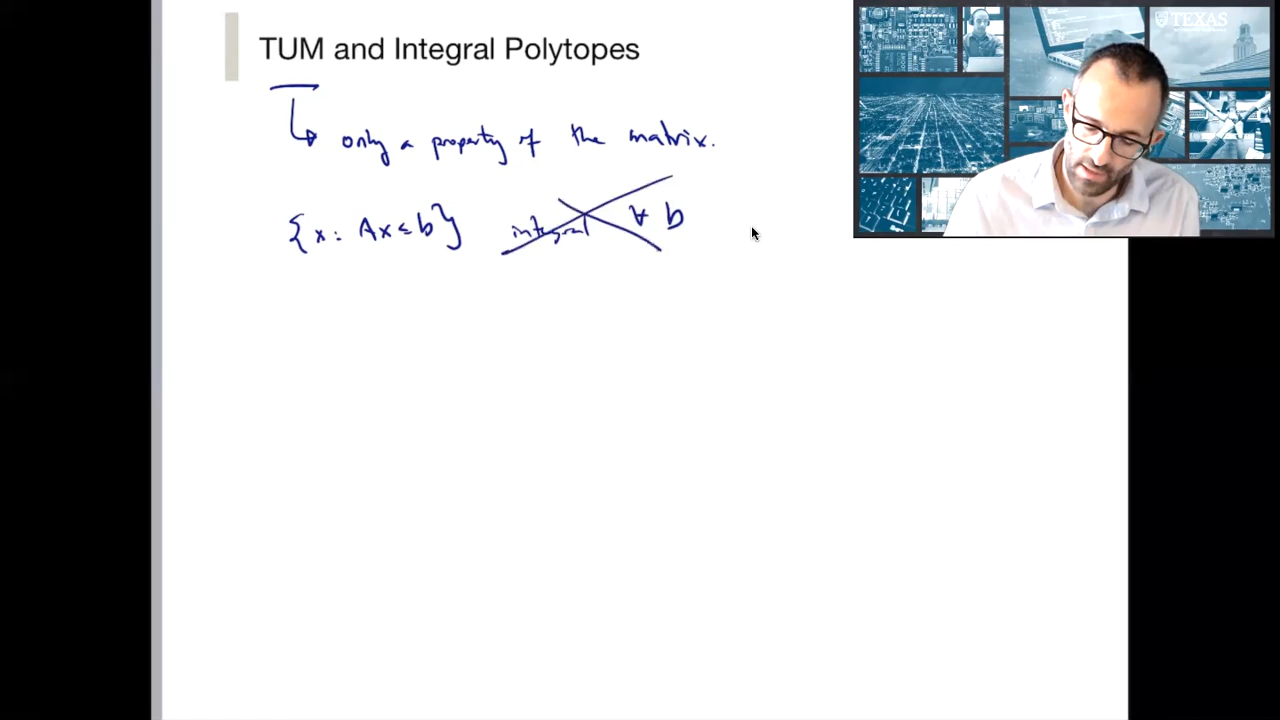 TUM and Integral Polytopes
TEXAS
only a property of the matrix.
{x: Ax ≤ b} integral ∀ b